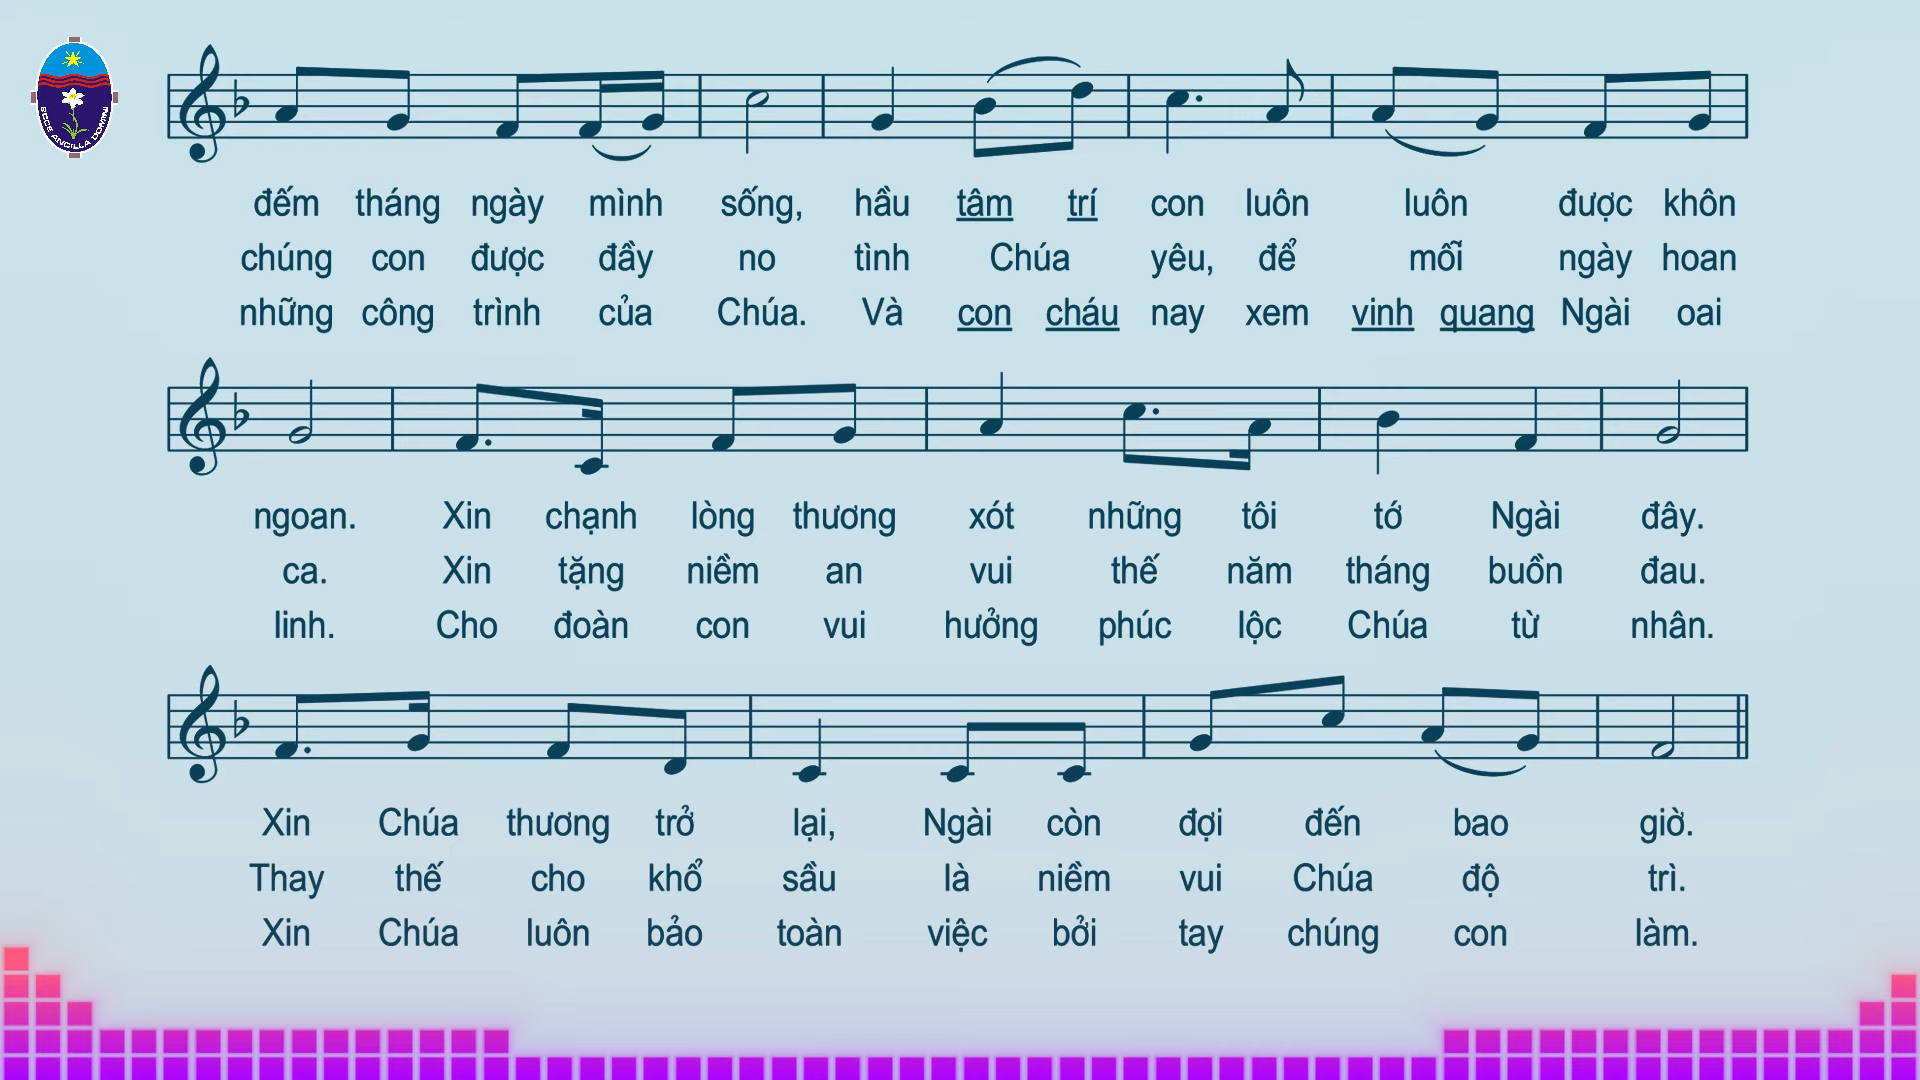 ECCE ANCILLA DOMINI
đếm tháng ngày mình sống, hầu tâm trí con luôn luôn được khôn
chúng con được đầy no tình Chúa yêu, để mỗi ngày hoan
những công trình của Chúa. Và con cháu nay xem vinh quang Ngài oai
ngoan. Xin chạnh lòng thương xót những tôi tớ Ngài đây.
ca. Xin tặng niềm an vui thế năm tháng buồn đau.
linh. Cho đoàn con vui hưởng phúc lộc Chúa từ nhân.
Xin Chúa thương trở lại, Ngài còn đợi đến bao giờ.
Thay thế cho khổ sầu là niềm vui Chúa độ trì.
Xin Chúa luôn bảo toàn việc bởi tay chúng con làm.